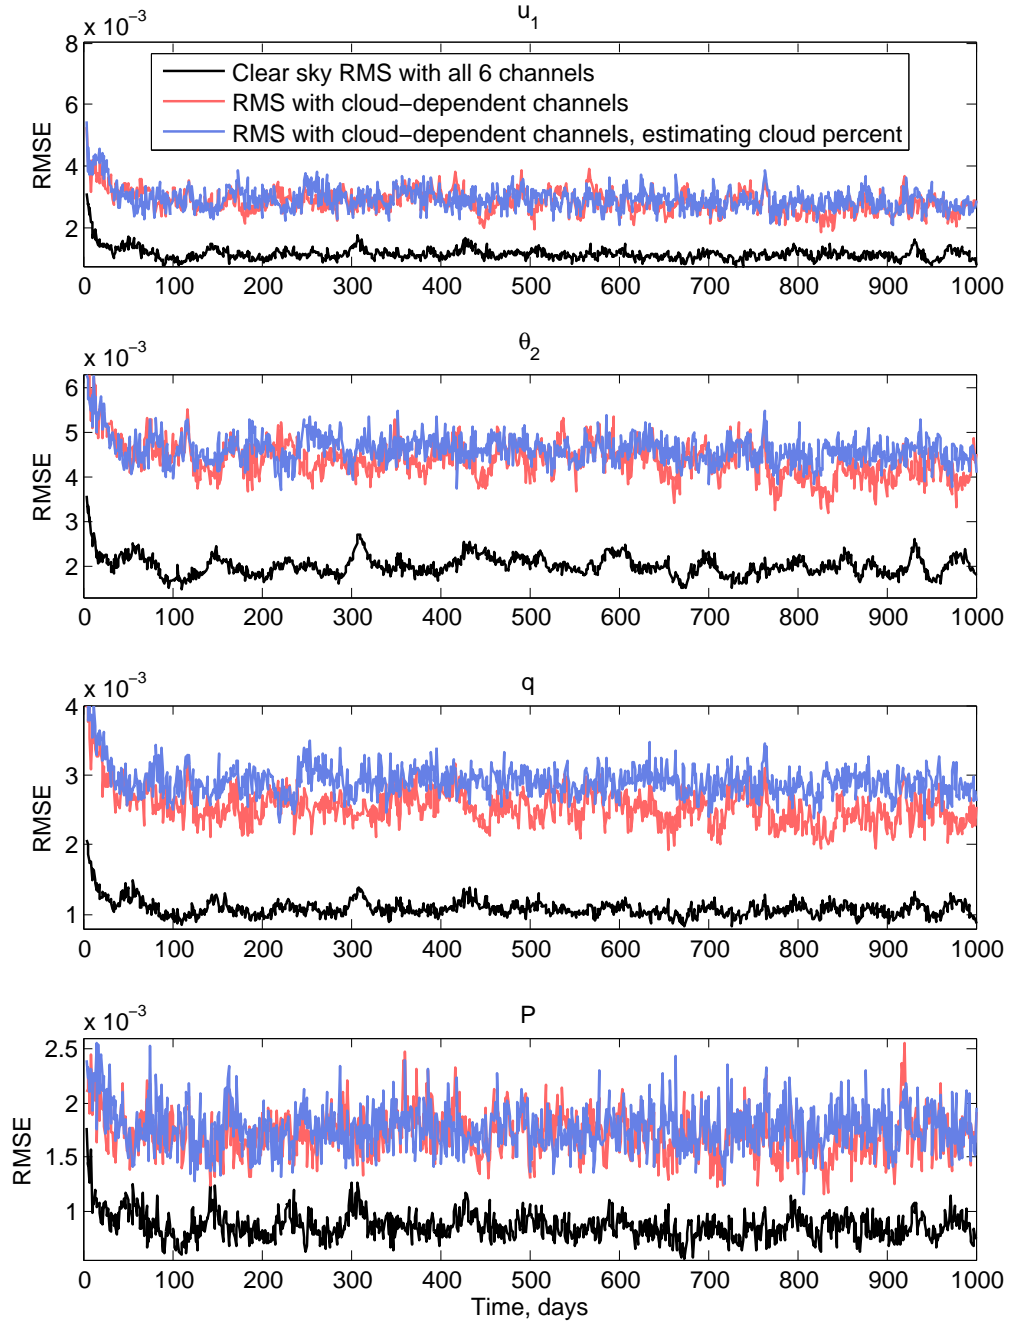 u1
x 10−3
RMSE
8
6
4
2
Clear sky RMS with all 6 channels
RMS with cloud−dependent channels
RMS with cloud−dependent channels, estimating cloud percent
0 100 200 300 400 500 600 700 800 900 1000
θ2
x 10−3
RMSE
6
5
4
3
2
0 100 200 300 400 500 600 700 800 900 1000
q
x 10−3
RMSE
4
3
2
1
0 100 200 300 400 500 600 700 800 900 1000
P
x 10−3
RMSE
2.5
2
1.5
1
0 100 200 300 400 500 600 700 800 900 1000
Time, days